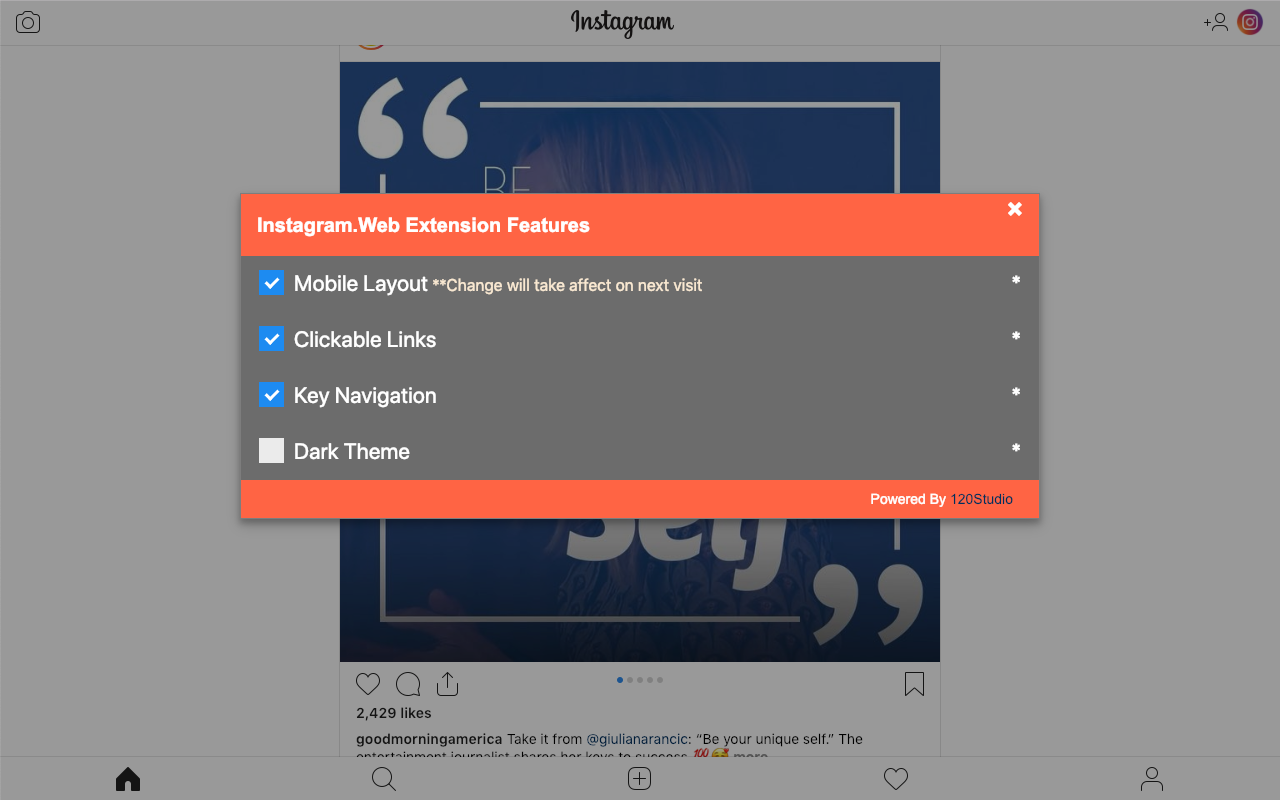 Instagram
BE
Instagram.Web Extension Features
Mobile Layout **Change will take affect on next visit *
Clickable Links *
Key Navigation *
Dark Theme *
Powered By 120Studio
self
2,429 likes
goodmorningamerica Take it from @giulianarancic: “Be your unique self.” The
entertainment journalist shares her keys to success 💯🥰 more